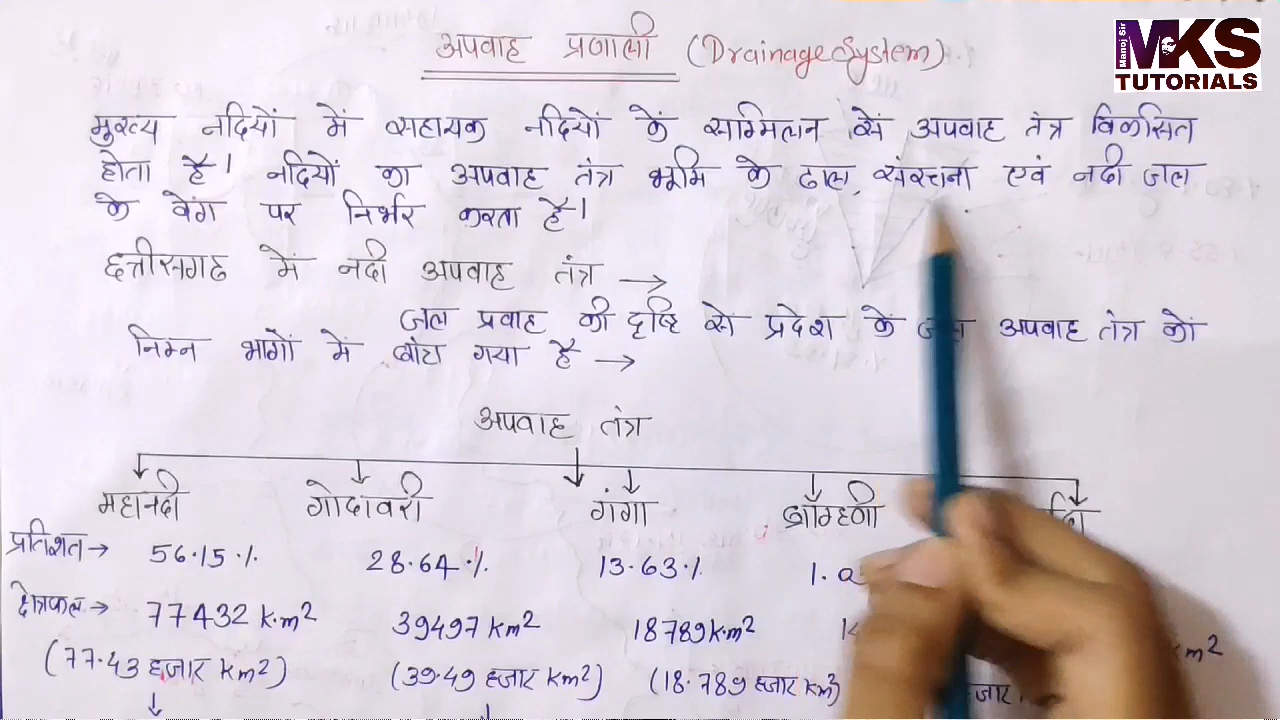 अपवाह प्रणाली (Drainage System)
Manoj Sir
MKS
TUTORIALS
मुख्य नदियों में सहायक नदियों के सम्मिलन से अपवाह तंत्र विकसित
होता है। नदियों का अपवाह तंत्र भूमि के ढाल, संरचना एवं नदी जल
के वेग पर निर्भर करता है।
छत्तीसगढ में नदी अपवाह तंत्र →
जल प्रवाह की दृष्टि से प्रदेश के अपवाह तंत्र को
निम्न भागों में बांटा गया है →
अपवाह तंत्र
महानदी गोदावरी गंगा ब्राम्हणी
प्रतिशत → 56.15% 28.64% 13.63%
क्षेत्रफल → 77432 k.m² 39497 km² 18789 km²
(77.43 हजार km²) (39.49 हजार km²) (18.789 हजार km²)